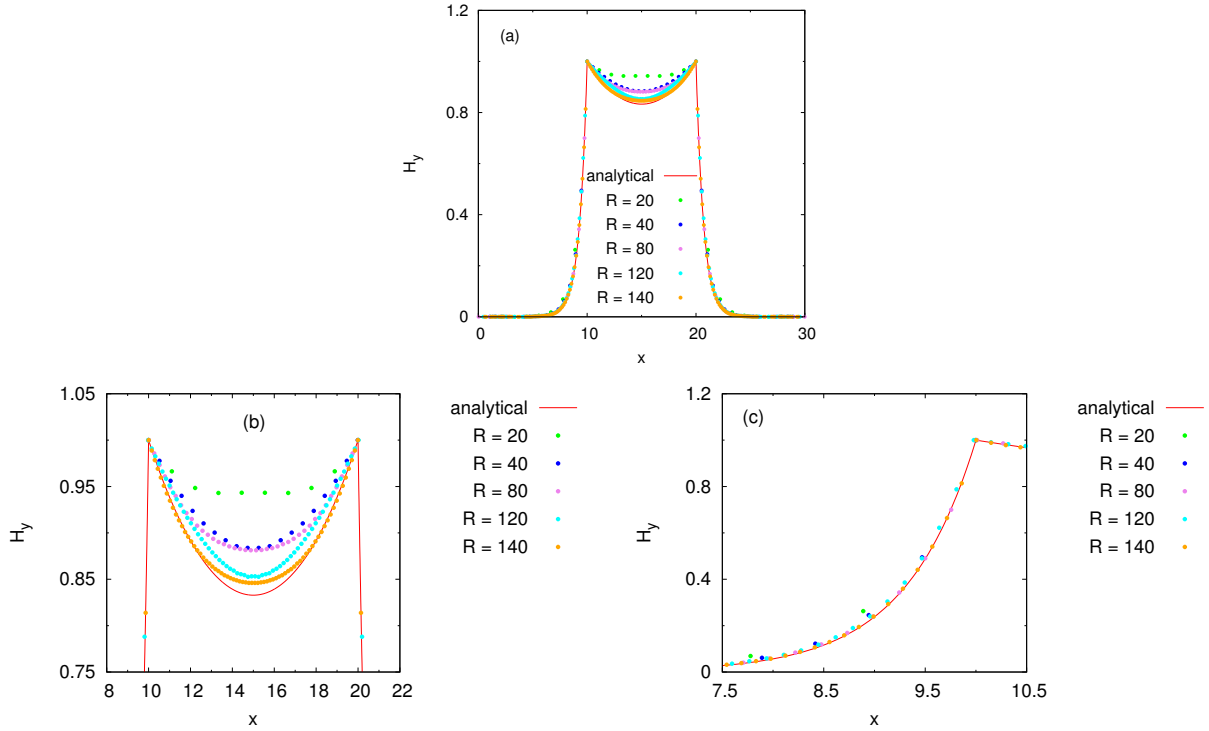 1.2
(a)
0.8
H_y
analytical
R = 20
0.4
R = 40
R = 80
R = 120
R = 140
0
0 10 20 30
x
1.05
(b)
0.95
H_y
0.85
0.75
8 10 12 14 16 18 20 22
x
analytical
R = 20
R = 40
R = 80
R = 120
R = 140
1.2
(c)
0.8
H_y
0.4
0
7.5 8.5 9.5 10.5
x
analytical
R = 20
R = 40
R = 80
R = 120
R = 140